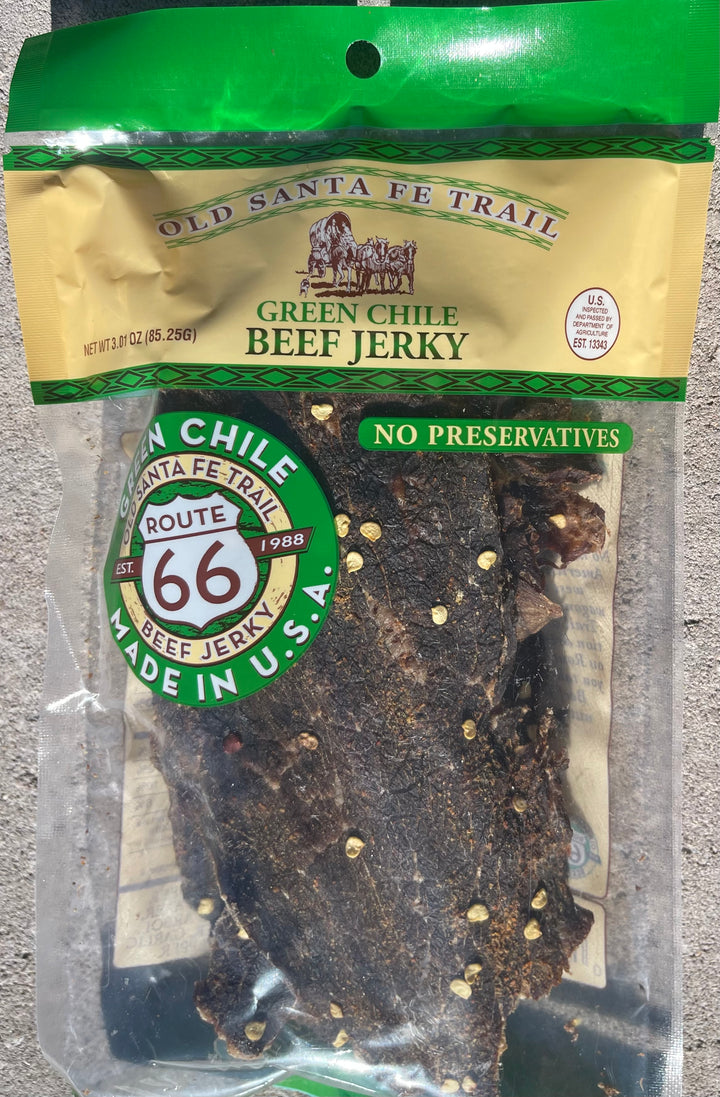 OLD SANTA FE TRAIL
GREEN CHILE
BEEF JERKY
NET WT 3.01 OZ (85.25G)
U.S.
INSPECTED
AND PASSED BY
DEPARTMENT OF
AGRICULTURE
EST. 13343
NO PRESERVATIVES
GREEN CHILE
OLD SANTA FE TRAIL
ROUTE
66
EST. 1988
BEEF JERKY
MADE IN U.S.A.